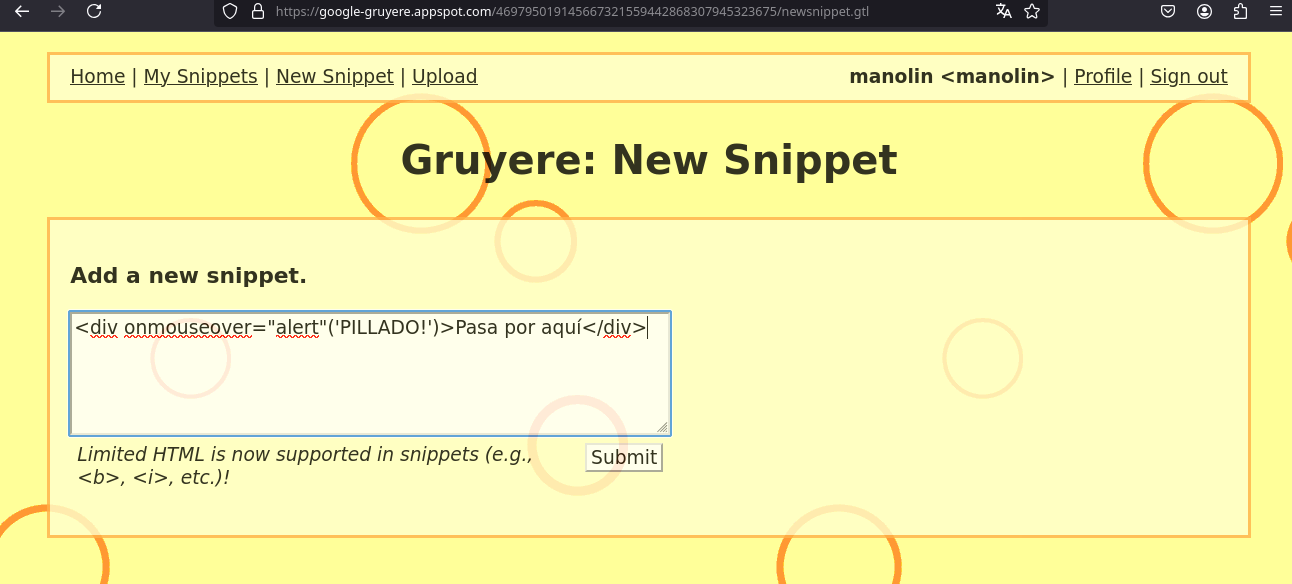 https://google-gruyere.appspot.com/469795019145667321559442868307945323675/newsnippet.gtl
Home | My Snippets | New Snippet | Upload
manolin <manolin> | Profile | Sign out
Gruyere: New Snippet
Add a new snippet.
<div onmouseover="alert"('PILLADO!')>Pasa por aquí</div>
Limited HTML is now supported in snippets (e.g.,
<b>, <i>, etc.)!
Submit